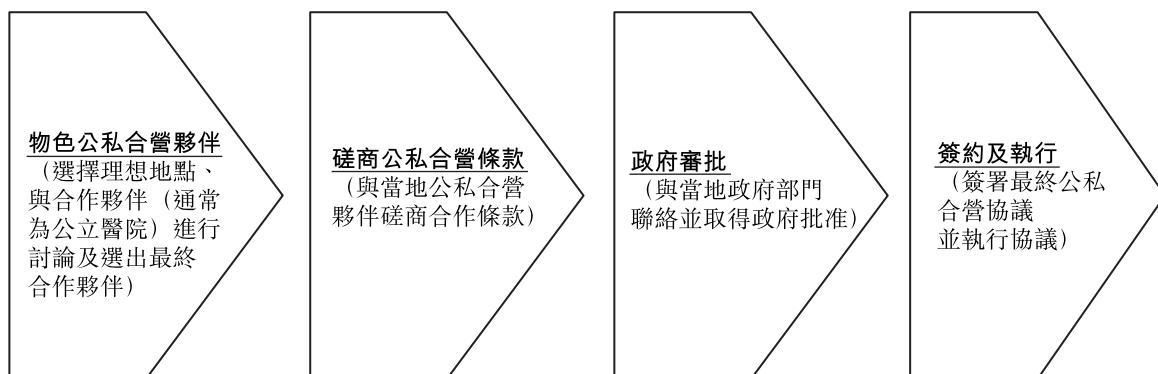 物色公私合營夥伴
（選擇理想地點、
與合作夥伴（通常
為公立醫院）進行
討論及選出最終
合作夥伴）
磋商公私合營條款
（與當地公私合營
夥伴磋商合作條款）
政府審批
（與當地政府部門
聯絡並取得政府批准）
簽約及執行
（簽署最終公私
合營協議
並執行協議）